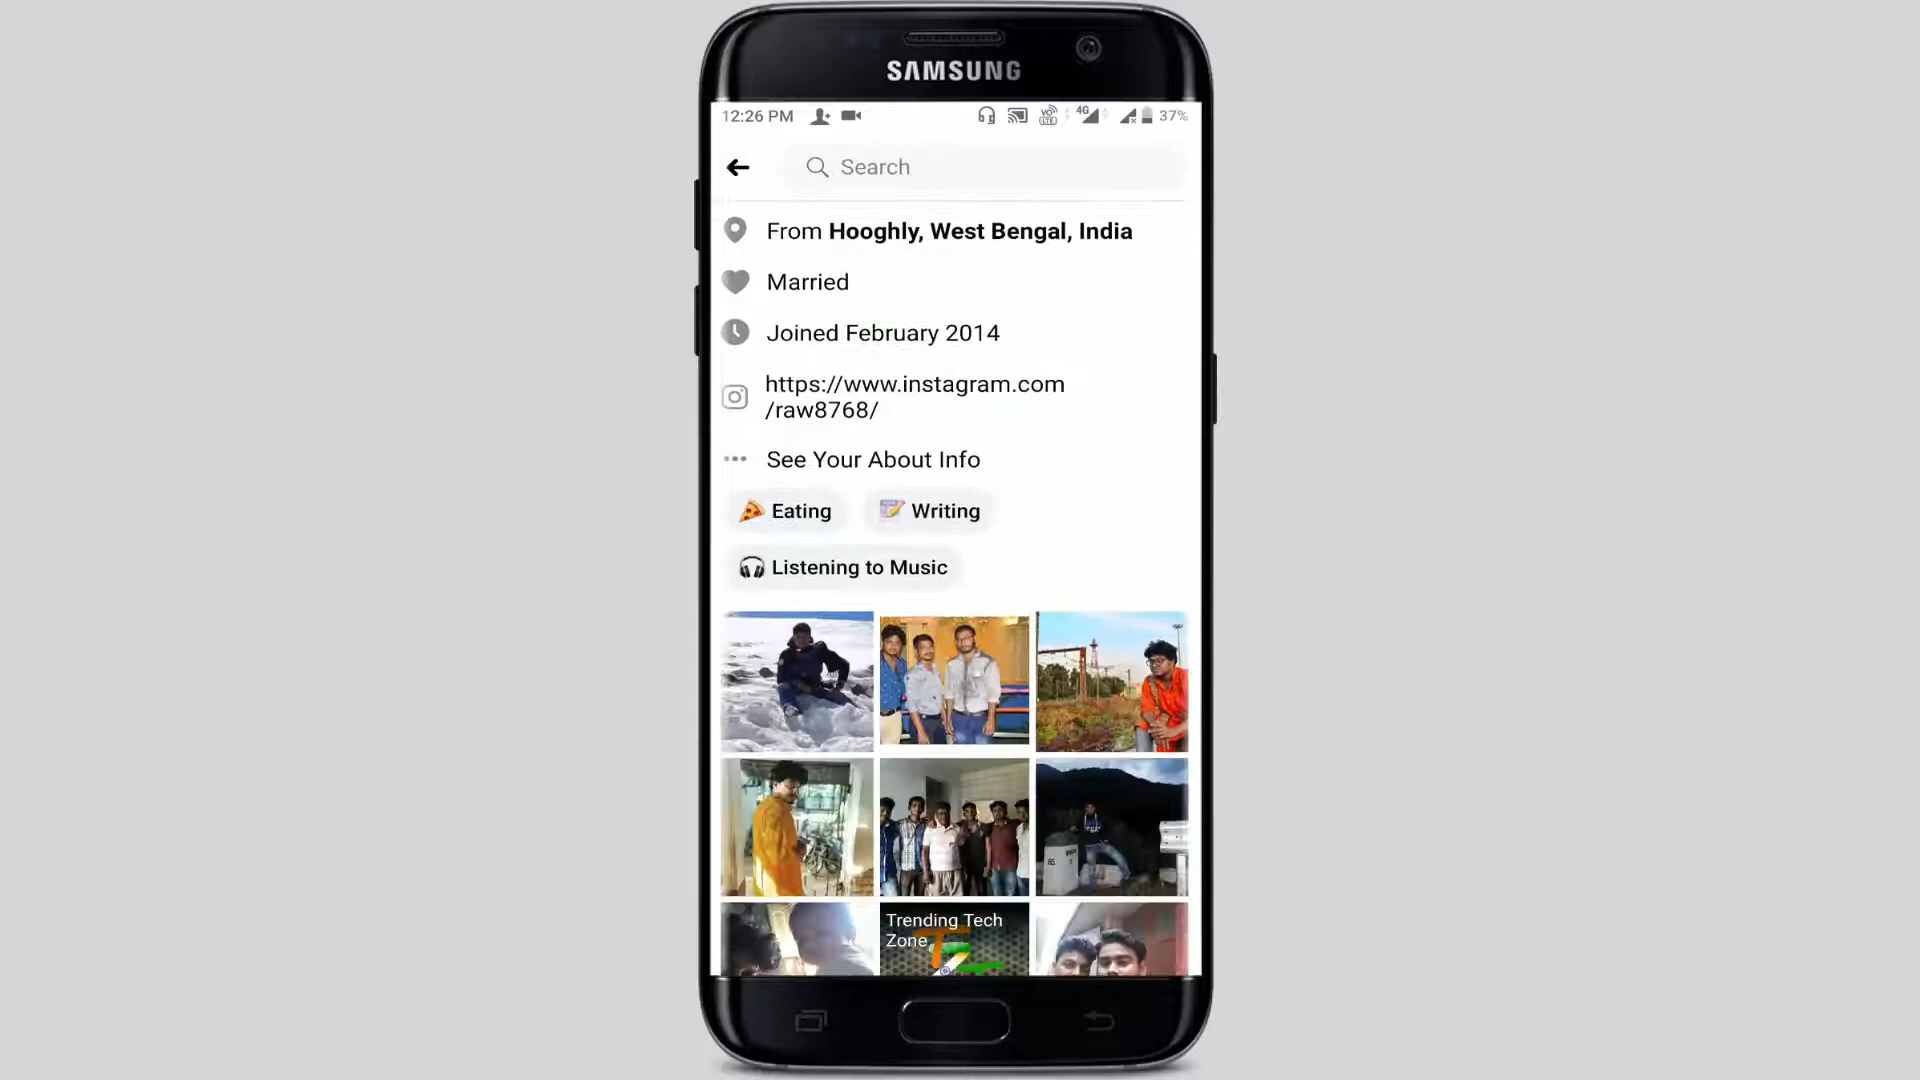 SAMSUNG
12:26 PM
4G
37%
Search
From Hooghly, West Bengal, India
Married
Joined February 2014
https://www.instagram.com
/raw8768/
See Your About Info
Eating
Writing
Listening to Music
Trending Tech
Zone